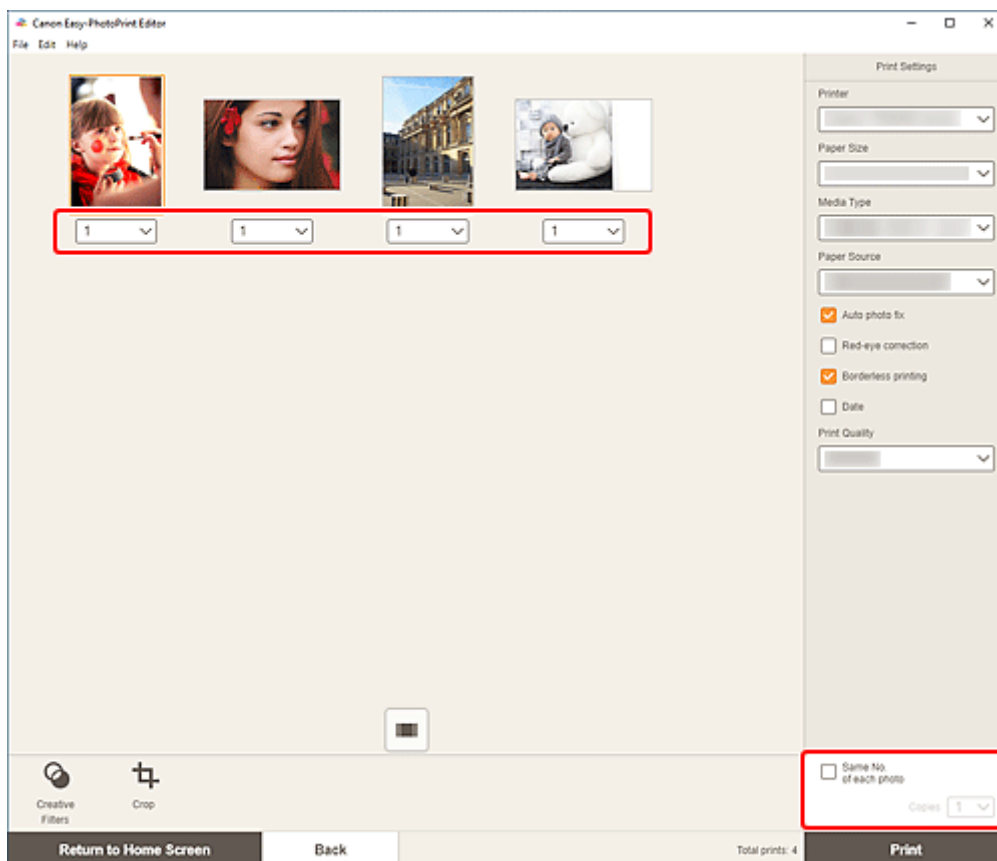 Canon Easy-PhotoPrint Editor
File Edit Help
Print Settings
Printer
Paper Size
Media Type
Paper Source
1 1 1 1
Auto photo fix
Red-eye correction
Borderless printing
Date
Print Quality
Same No.
of each photo
Copies 1
Creative
Filters
Crop
Return to Home Screen
Back
Total prints: 4
Print